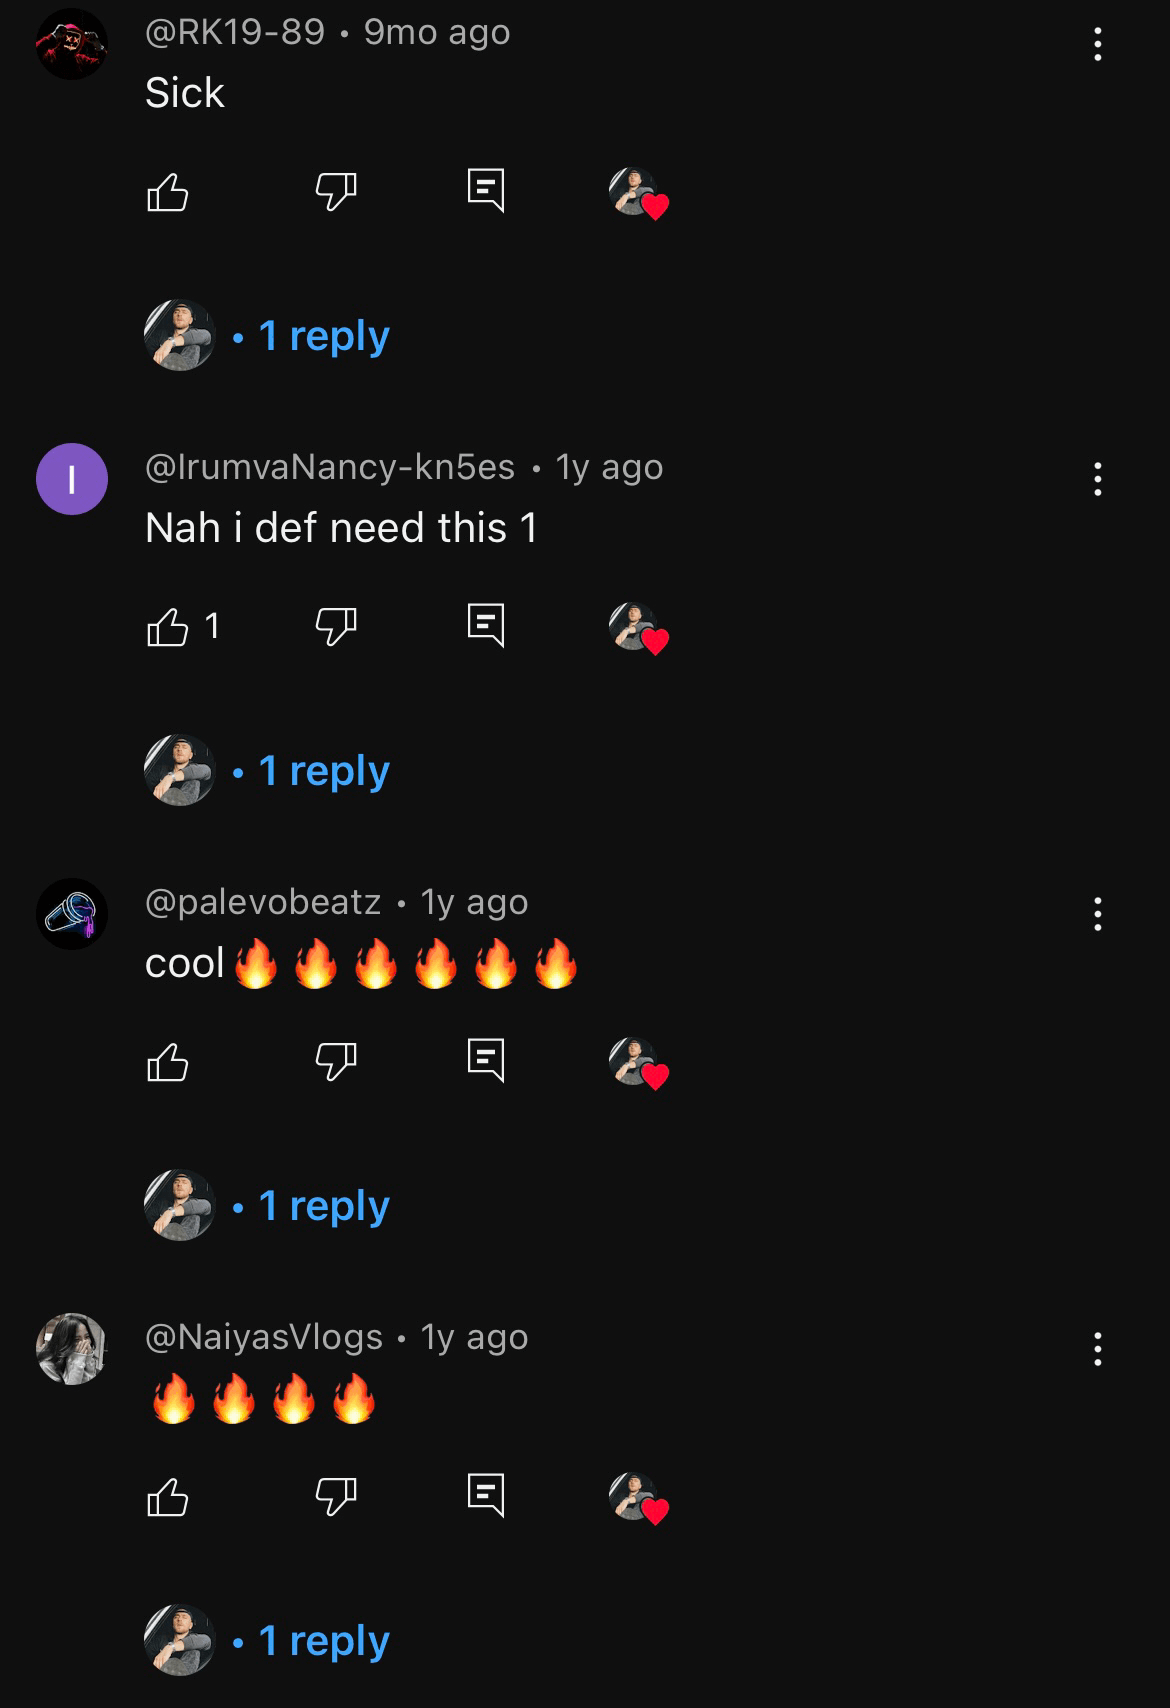 @RK19-89 • 9mo ago
Sick
• 1 reply
I
@IrumvaNancy-kn5es • 1y ago
Nah i def need this 1
1
• 1 reply
@palevobeatz • 1y ago
cool🔥🔥🔥🔥🔥🔥
• 1 reply
@NaiyasVlogs • 1y ago
🔥🔥🔥🔥
• 1 reply